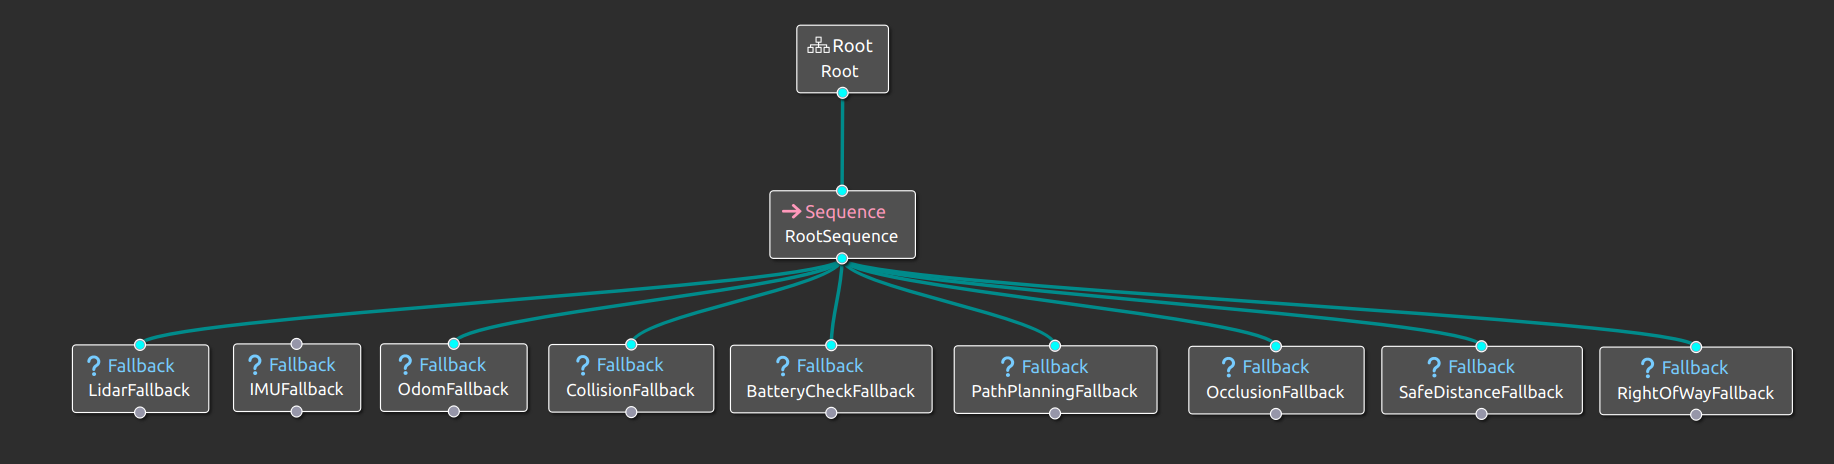 Root
Root
Sequence
RootSequence
? Fallback
LidarFallback
? Fallback
IMUFallback
? Fallback
OdomFallback
? Fallback
CollisionFallback
? Fallback
BatteryCheckFallback
? Fallback
PathPlanningFallback
? Fallback
OcclusionFallback
? Fallback
SafeDistanceFallback
? Fallback
RightOfWayFallback